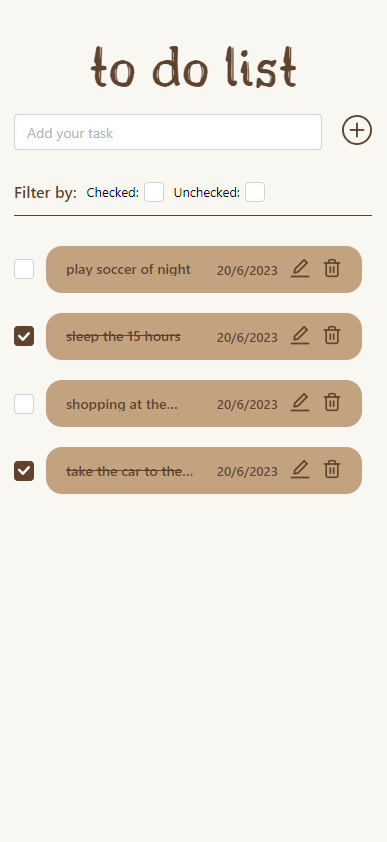 to do list
Add your task
Filter by: Checked: Unchecked:
play soccer of night 20/6/2023
sleep the 15 hours 20/6/2023
shopping at the... 20/6/2023
take the car to the... 20/6/2023